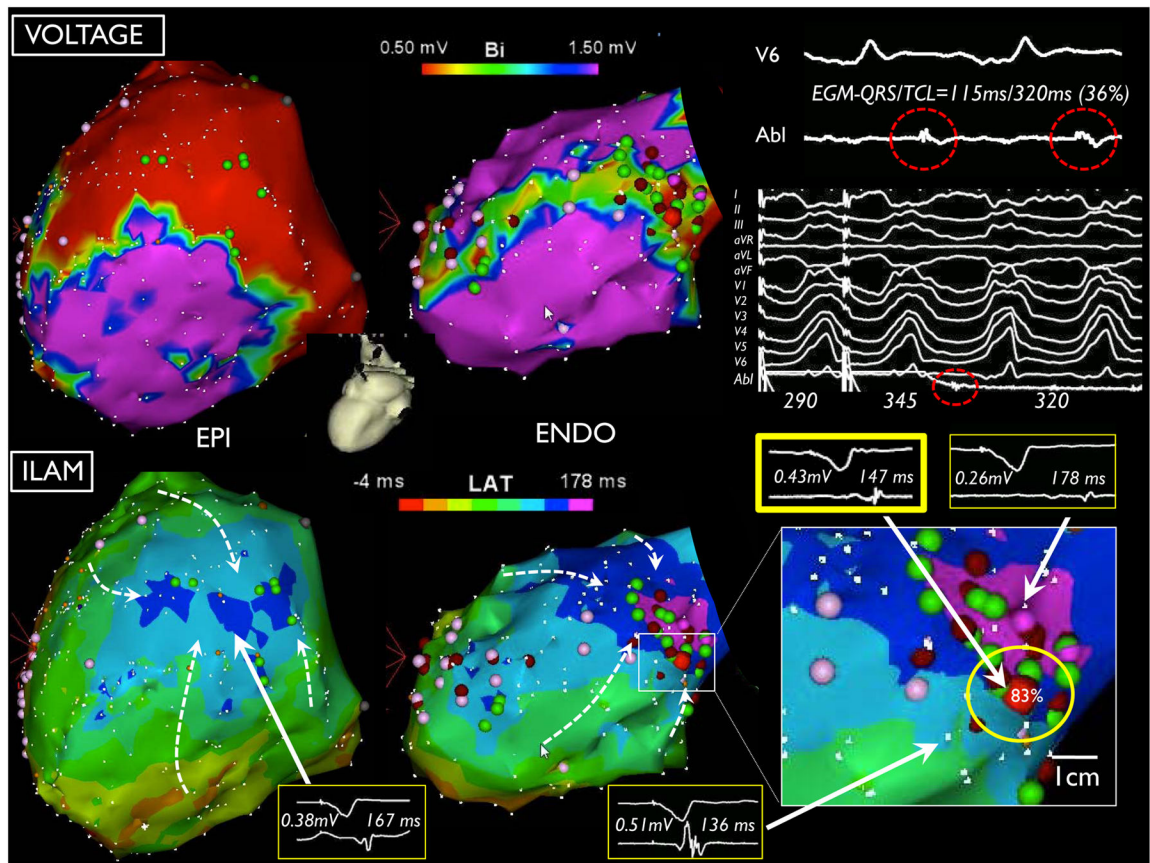 VOLTAGE
0.50 mV Bi 1.50 mV
V6
EGM-QRS/TCL=115ms/320ms (36%)
Abl
I
II
III
aVR
aVL
aVF
V1
V2
V3
V4
V5
V6
Abl
290 345 320
EPI
ENDO
ILAM
-4 ms LAT 178 ms
0.43mV 147 ms
0.26mV 178 ms
83%
1cm
0.38mV 167 ms
0.51mV 136 ms